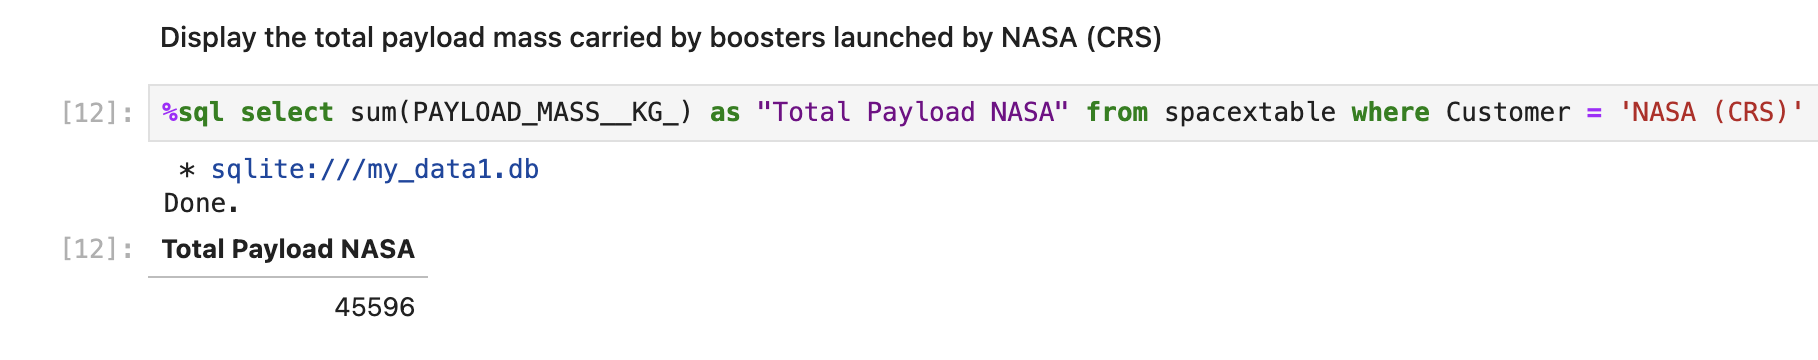 Display the total payload mass carried by boosters launched by NASA (CRS)
[12]: %sql select sum(PAYLOAD_MASS__KG_) as "Total Payload NASA" from spacextable where Customer = 'NASA (CRS)'
* sqlite:///my_data1.db
Done.
[12]: Total Payload NASA
45596